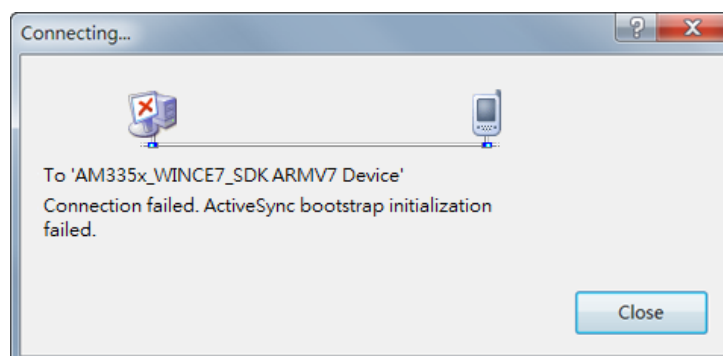 Connecting...
To 'AM335x_WINCE7_SDK ARMV7 Device'
Connection failed. ActiveSync bootstrap initialization
failed.
Close